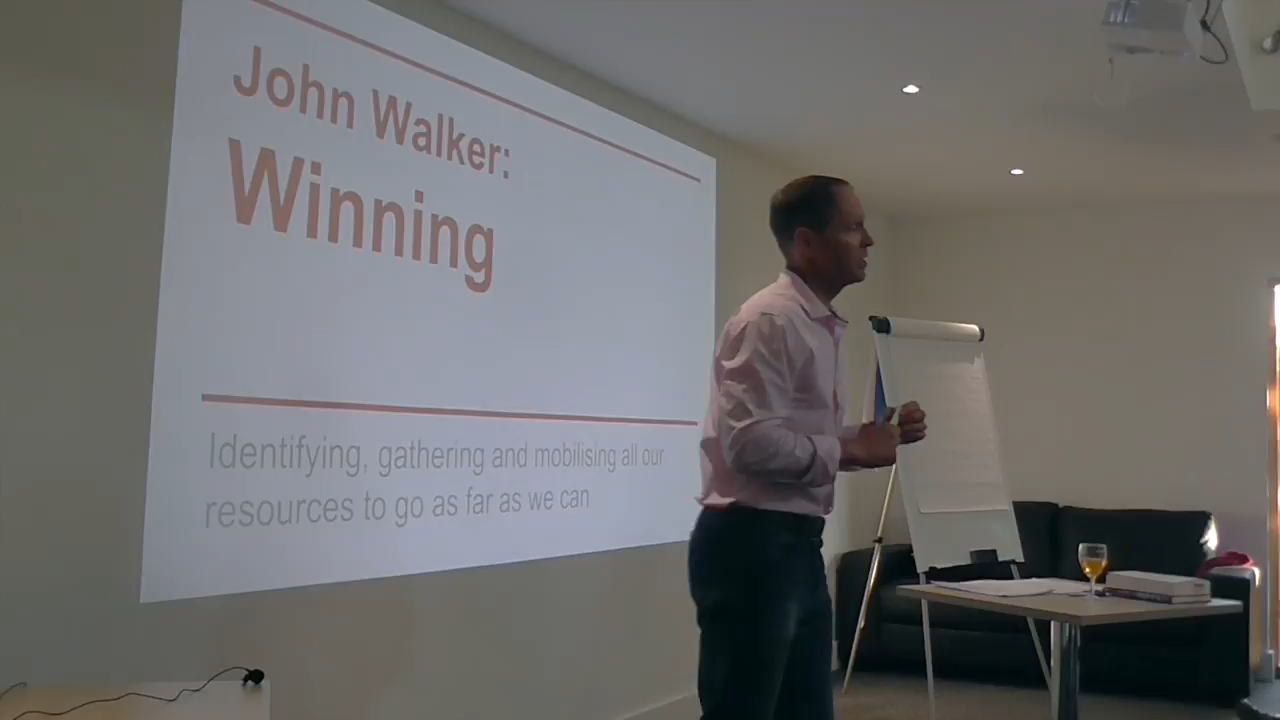 John Walker:
Winning
Identifying, gathering and mobilising all our
resources to go as far as we can